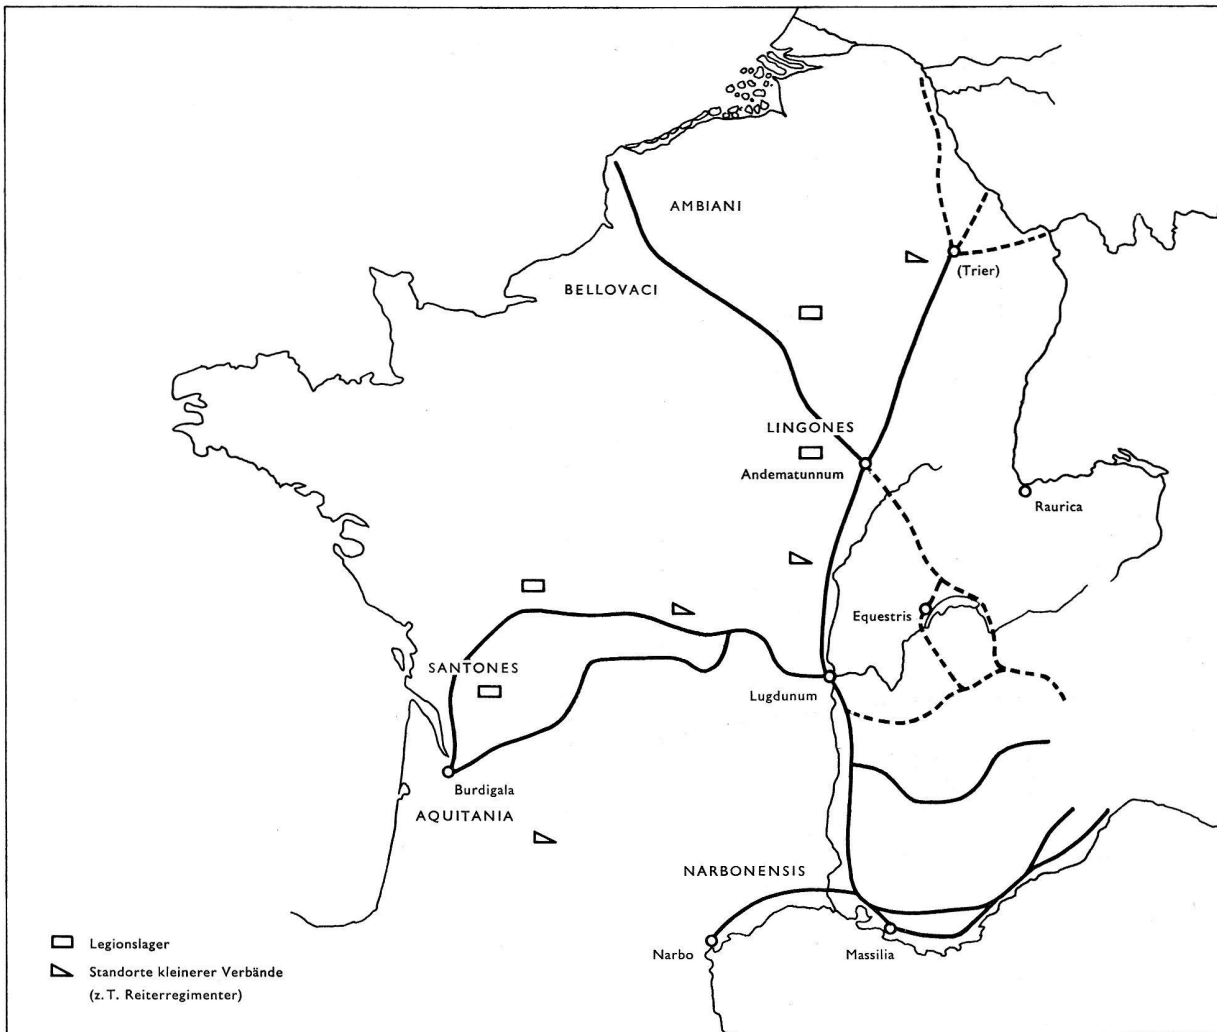 AMBIANI
(Trier)
BELLOVACI
LINGONES
Andematunnum
Raurica
Equestris
SANTONES
Lugdunum
Burdigala
AQUITANIA
NARBONENSIS
Narbo
Massilia
Legionslager
Standorte kleinerer Verbände
(z. T. Reiterregimenter)